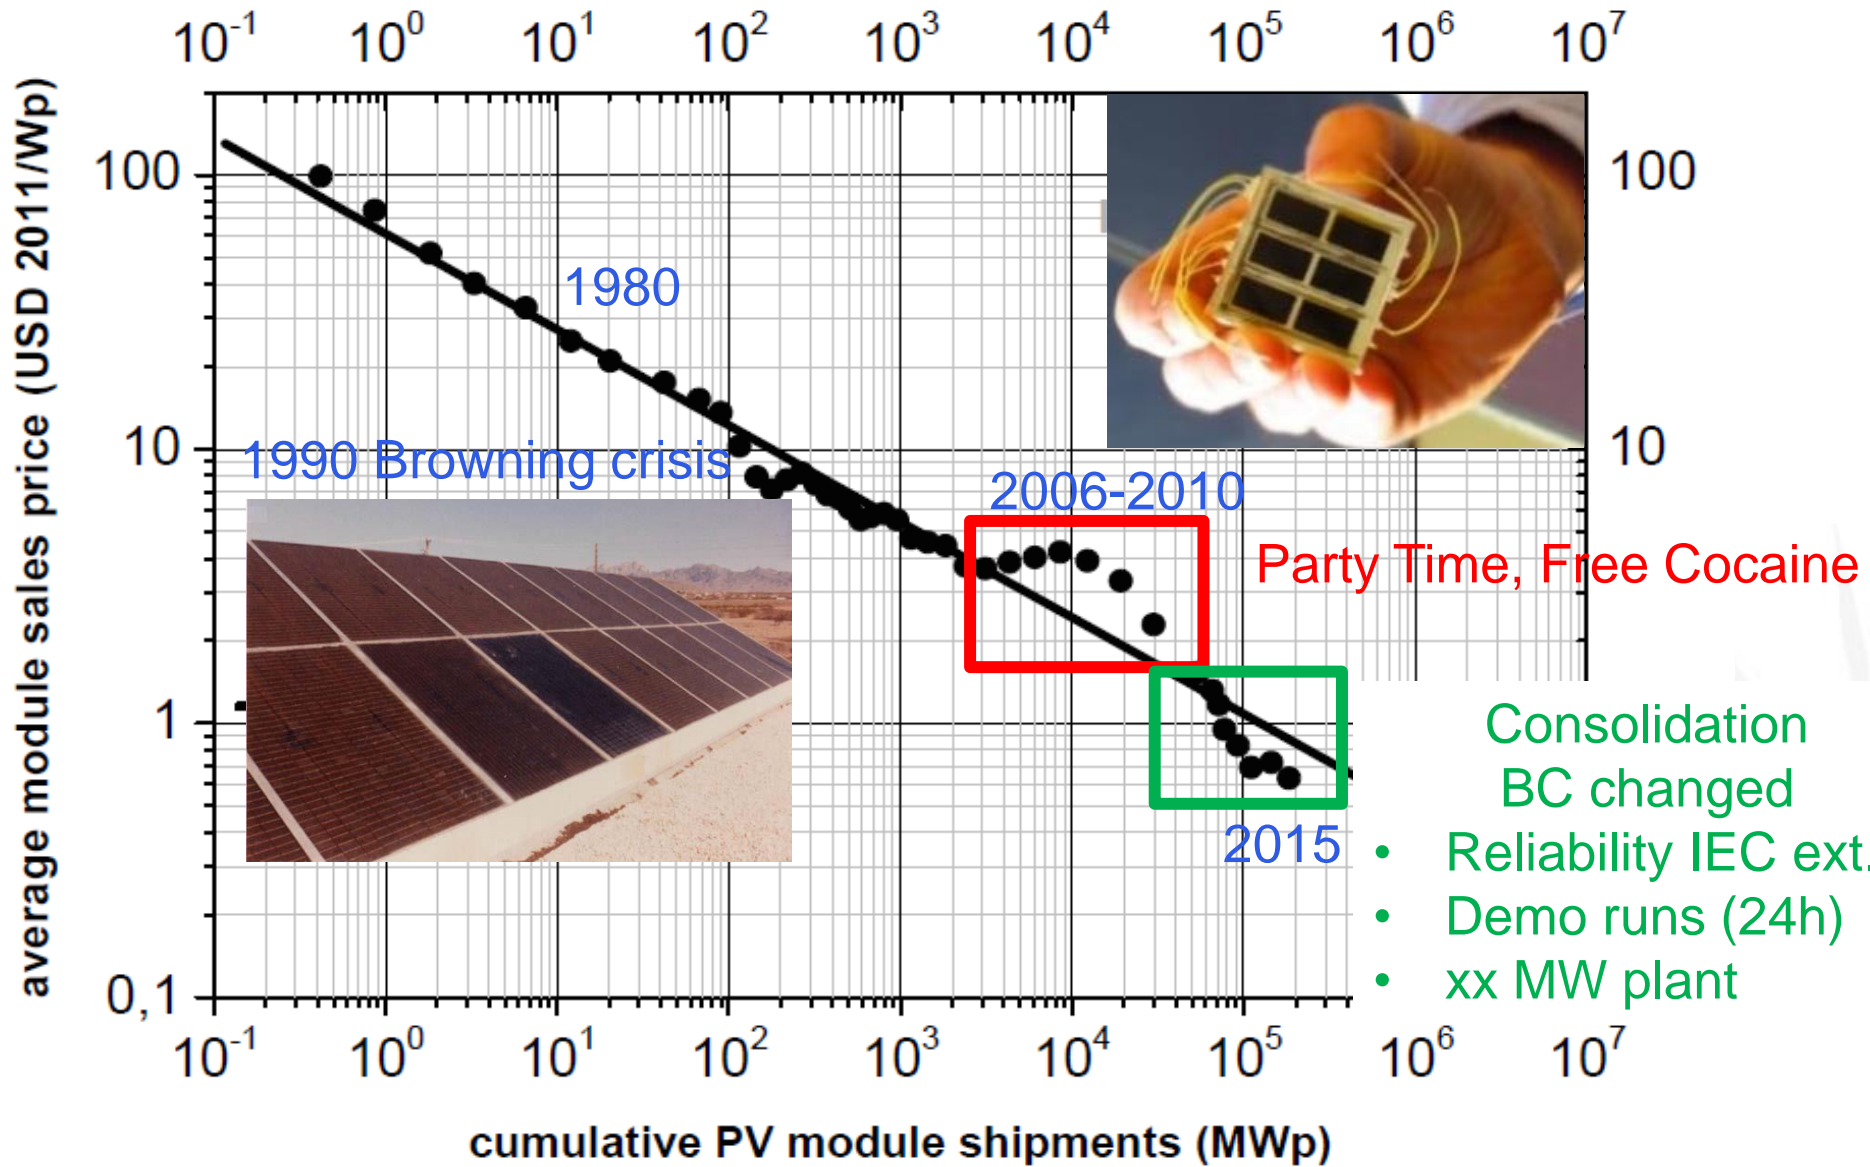 10⁻¹ 10⁰ 10¹ 10² 10³ 10⁴ 10⁵ 10⁶ 10⁷
average module sales price (USD 2011/Wp)
100 100
1980
10 10
1990 Browning crisis
2006-2010
Party Time, Free Cocaine
1
Consolidation
BC changed
2015
• Reliability IEC ext.
• Demo runs (24h)
• xx MW plant
0,1
10⁻¹ 10⁰ 10¹ 10² 10³ 10⁴ 10⁵ 10⁶ 10⁷
cumulative PV module shipments (MWp)